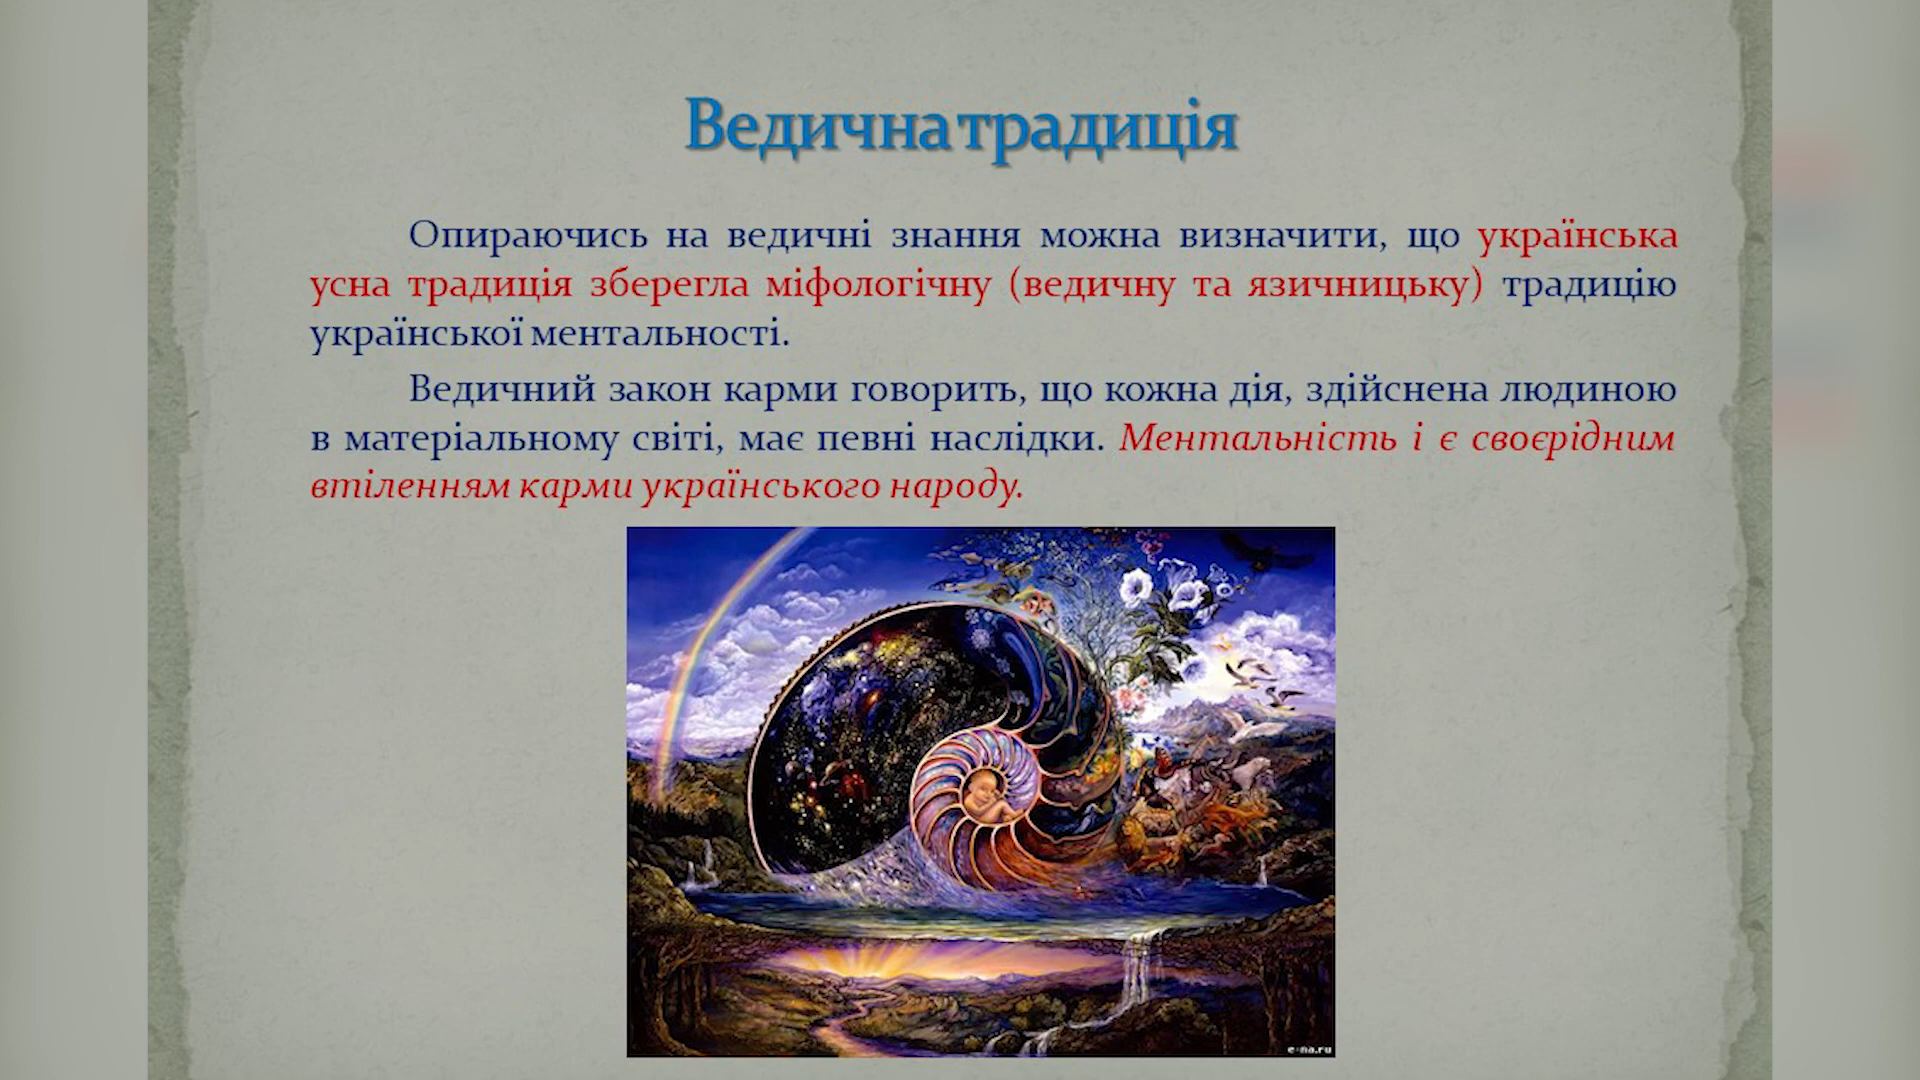 Ведична традиція
Опираючись на ведичні знання можна визначити, що українська
усна традиція зберегла міфологічну (ведичну та язичницьку) традицію
української ментальності.
Ведичний закон карми говорить, що кожна дія, здійснена людиною
в матеріальному світі, має певні наслідки. Ментальність і є своєрідним
втіленням карми українського народу.
e-na.ru